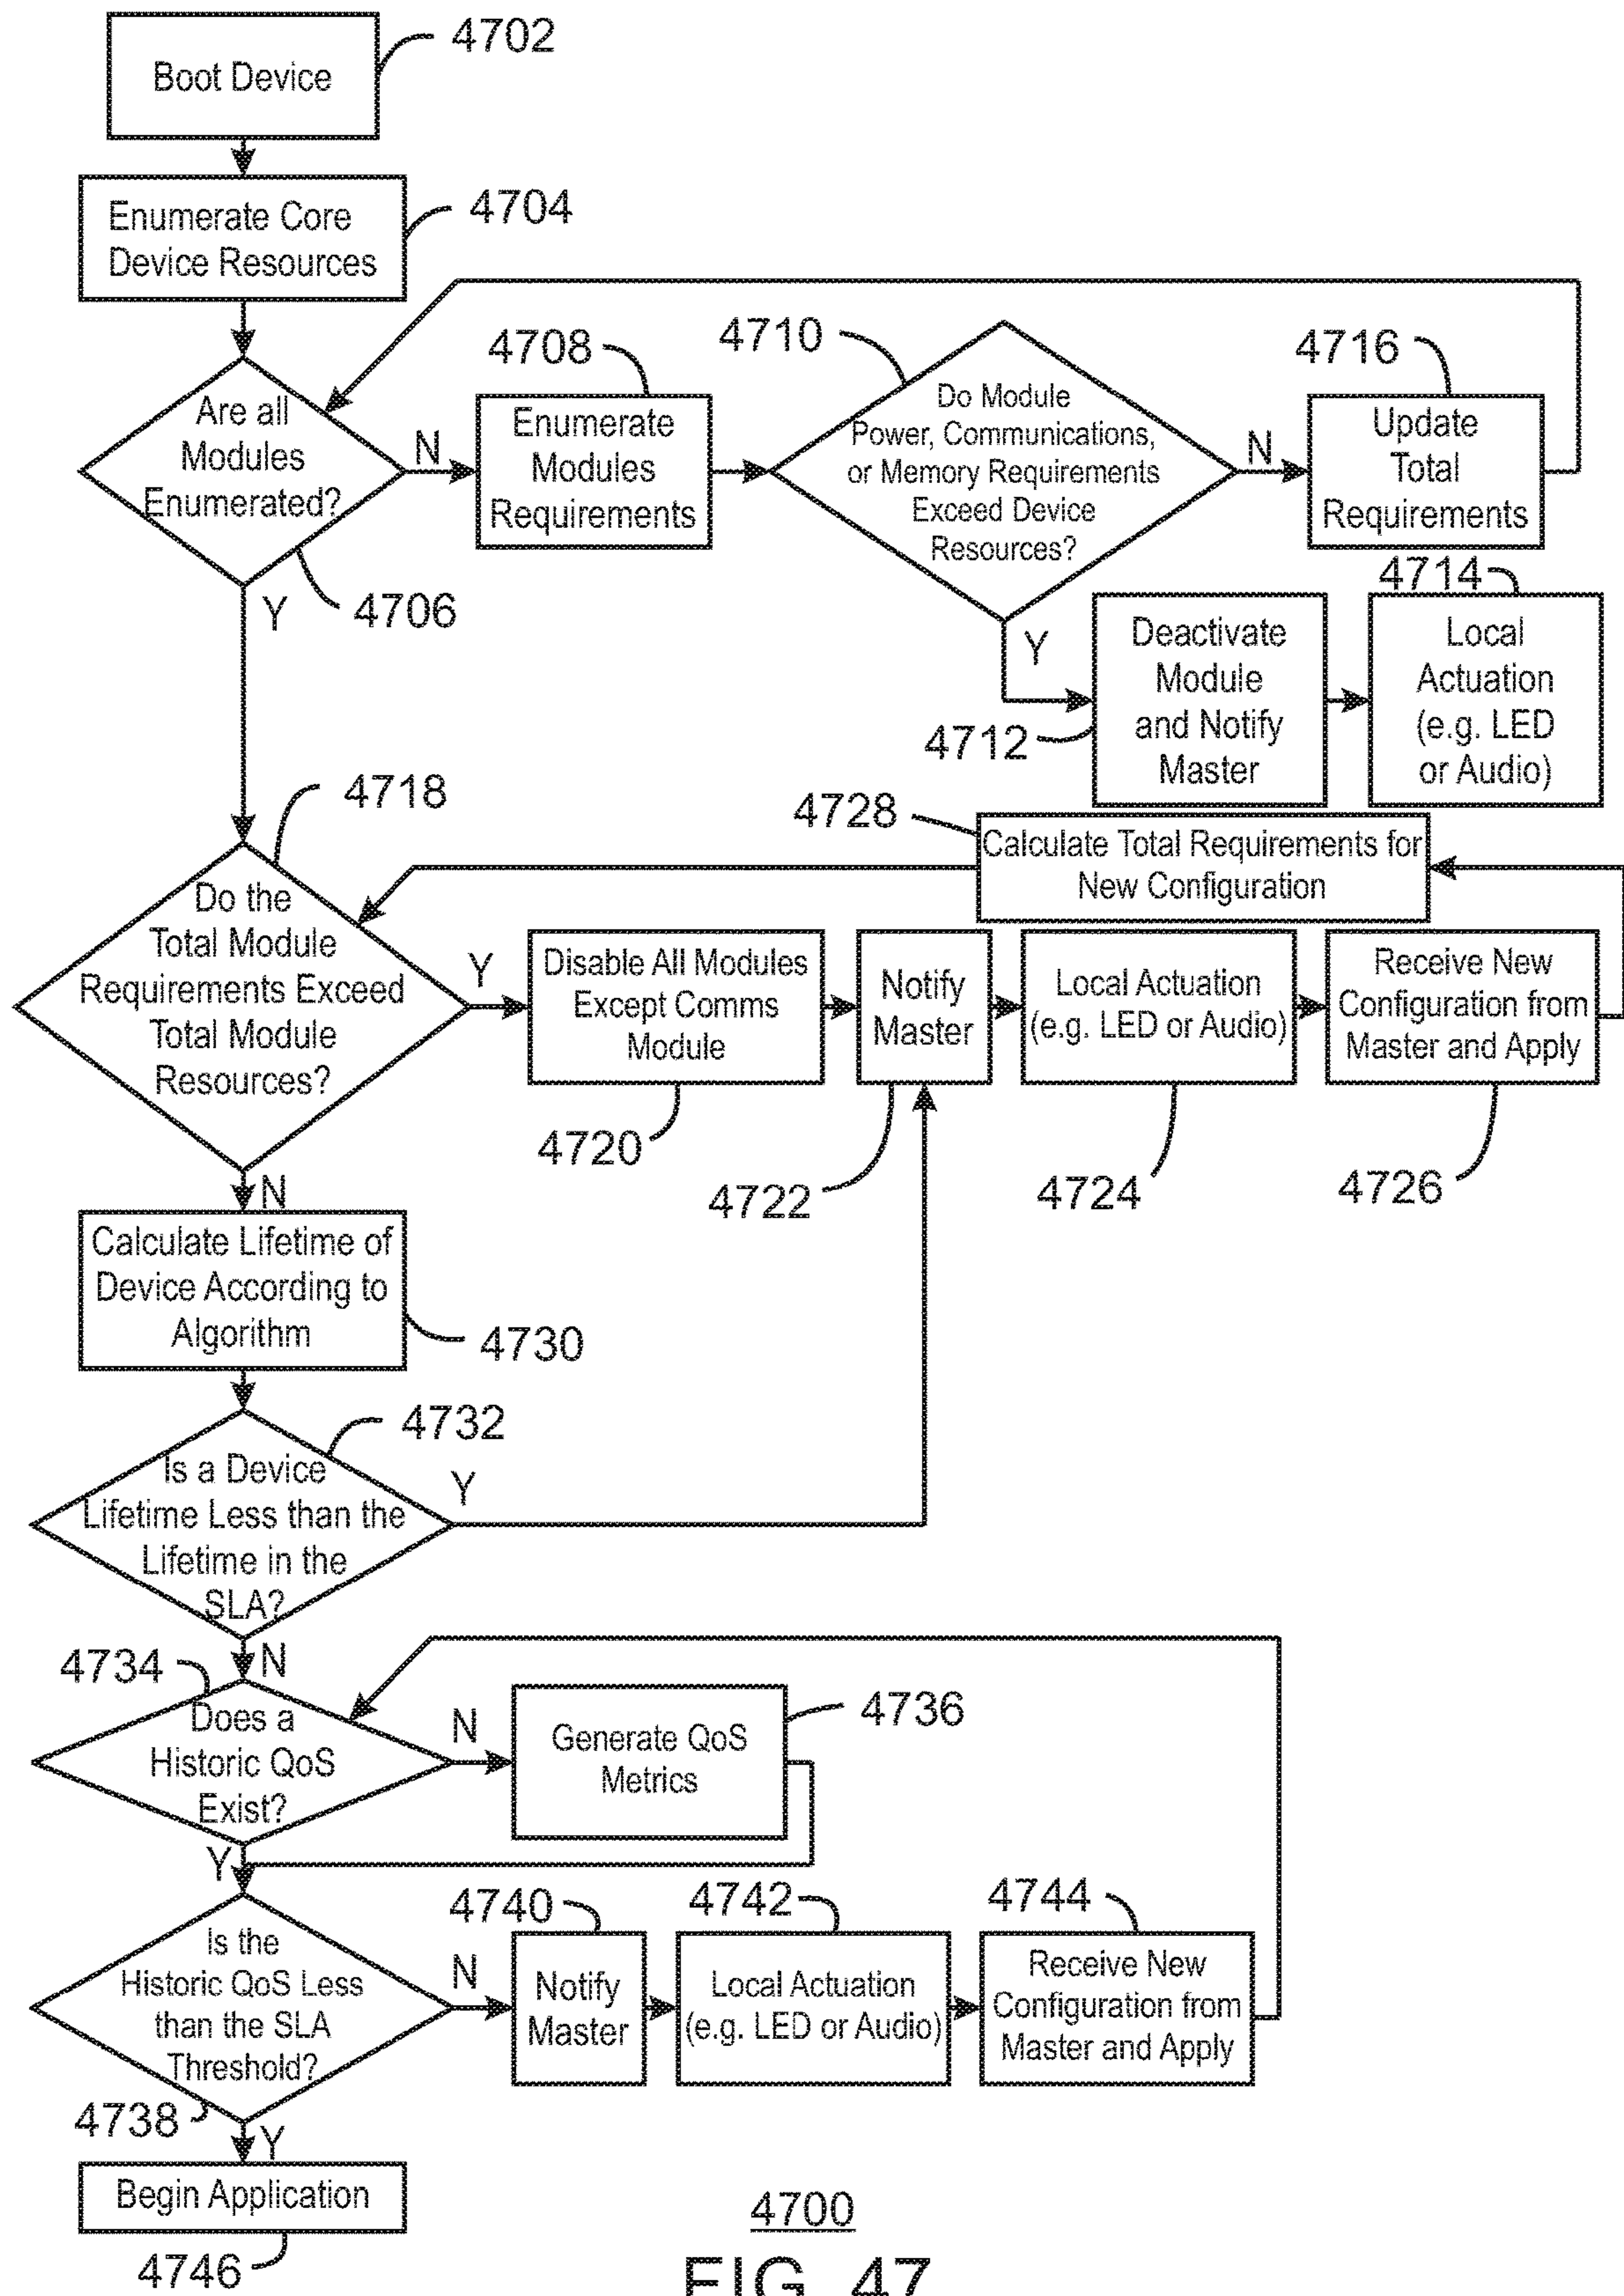 4702
Boot Device
4704
Enumerate Core
Device Resources
4708
4710
4716
Are all
Modules
Enumerated?
N
Enumerate
Modules
Requirements
Do Module
Power, Communications,
or Memory Requirements
Exceed Device
Resources?
N
Update
Total
Requirements
4706
Y
Y
4712
Deactivate
Module
and Notify
Master
4714
Local
Actuation
(e.g. LED
or Audio)
4718
4728
Calculate Total Requirements for
New Configuration
Do the
Total Module
Requirements Exceed
Total Module
Resources?
Y
Disable All Modules
Except Comms
Module
Notify
Master
Local Actuation
(e.g. LED or Audio)
Receive New
Configuration from
Master and Apply
4720
4722
4724
4726
N
Calculate Lifetime of
Device According to
Algorithm
4730
4732
Is a Device
Lifetime Less than the
Lifetime in the
SLA?
Y
N
4734
Does a
Historic QoS
Exist?
N
Generate QoS
Metrics
4736
Y
4740
4742
4744
Is the
Historic QoS Less
than the SLA
Threshold?
N
Notify
Master
Local Actuation
(e.g. LED or Audio)
Receive New
Configuration from
Master and Apply
4738
Y
Begin Application
4746
4700
FIG. 47